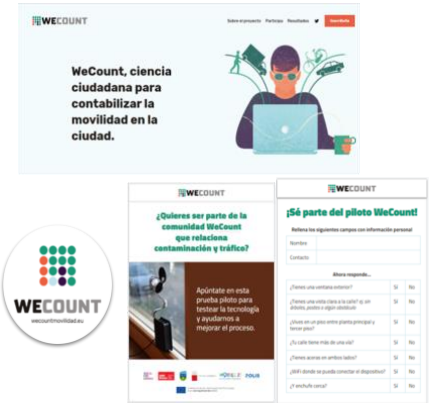 WECOUNT
Sobre el proyecto Participa Resultados Suscríbete
WeCount, ciencia
ciudadana para
contabilizar la
movilidad en la
ciudad.
WECOUNT
wecountmovilidad.eu
WECOUNT
¿Quieres ser parte de la
comunidad WeCount
que relaciona
contaminación y tráfico?
Apúntate en esta
prueba piloto para
testear la tecnología
y ayudarnos a
mejorar el proceso.
WECOUNT
¡Sé parte del piloto WeCount!
Rellena los siguientes campos con información personal
Nombre
Contacto
Ahora responde...
¿Tienes una ventana exterior? Sí No
¿Tienes una vista clara a la calle? sin
árboles, postes o algún obstáculo Sí No
¿Vives en un piso entre planta principal y
tercer piso? Sí No
¿Tu calle tiene más de una vía? Sí No
¿Tienes aceras en ambos lados? Sí No
¿WiFi donde se pueda conectar el dispositivo? Sí No
¿Y enchufe cerca? Sí No